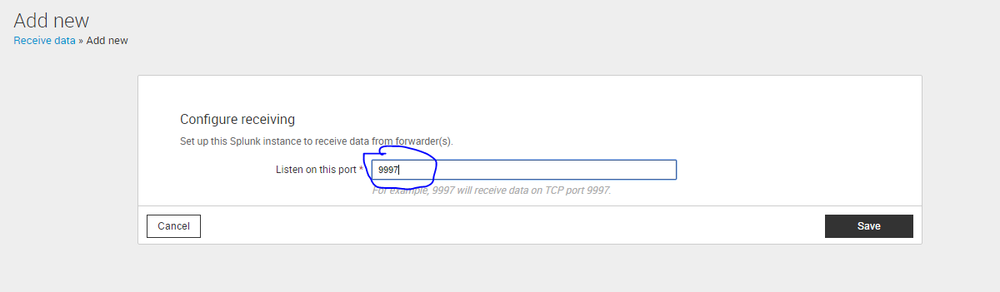 Add new
Receive data » Add new
Configure receiving
Set up this Splunk instance to receive data from forwarder(s).
Listen on this port * 9997
For example, 9997 will receive data on TCP port 9997.
Cancel Save